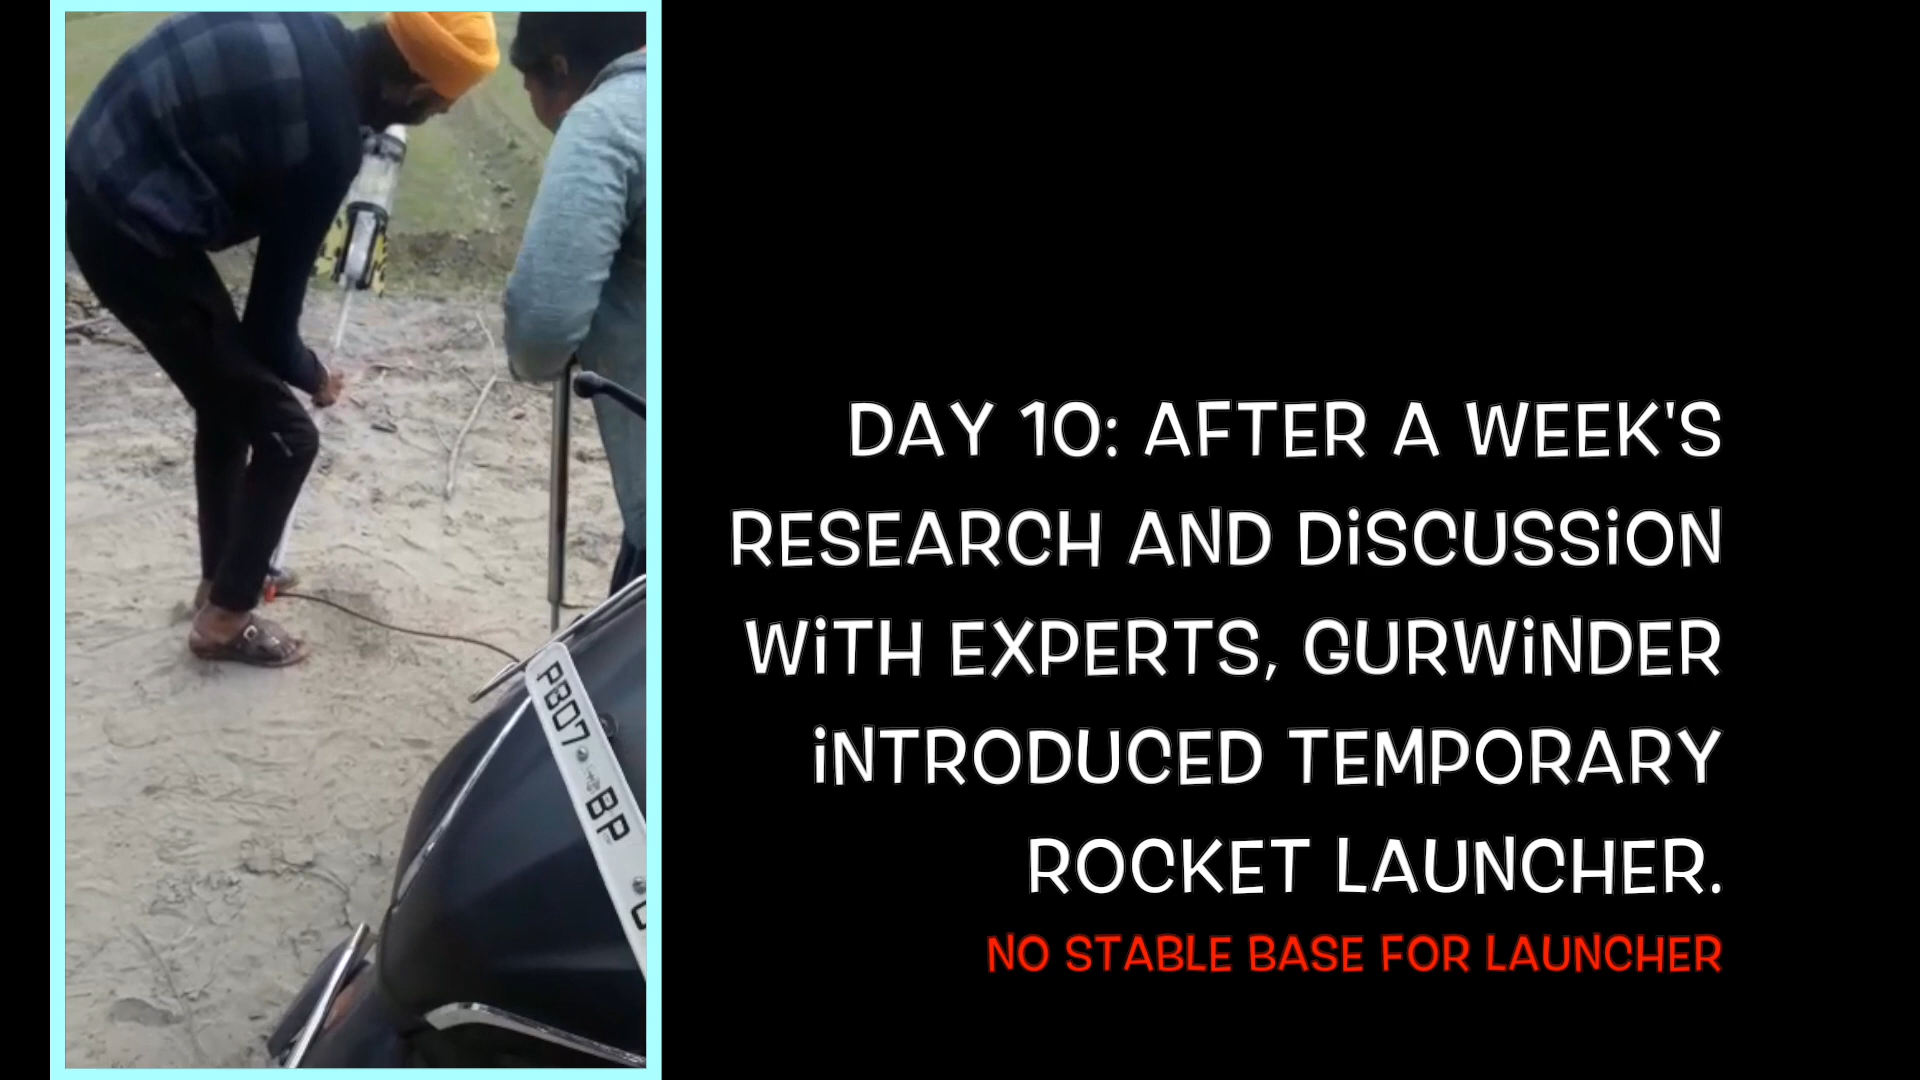 DAY 10: AFTER A WEEK'S
RESEARCH AND DiSCUSSiON
WiTH EXPERTS, GURWiNDER
iNTRODUCED TEMPORARY
ROCKET LAUNCHER.
NO STABLE BASE FOR LAUNCHER
PB07
BP